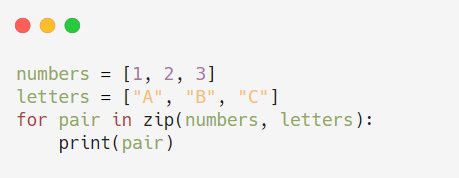 numbers = [1, 2, 3]
letters = ["A", "B", "C"]
for pair in zip(numbers, letters):
    print(pair)